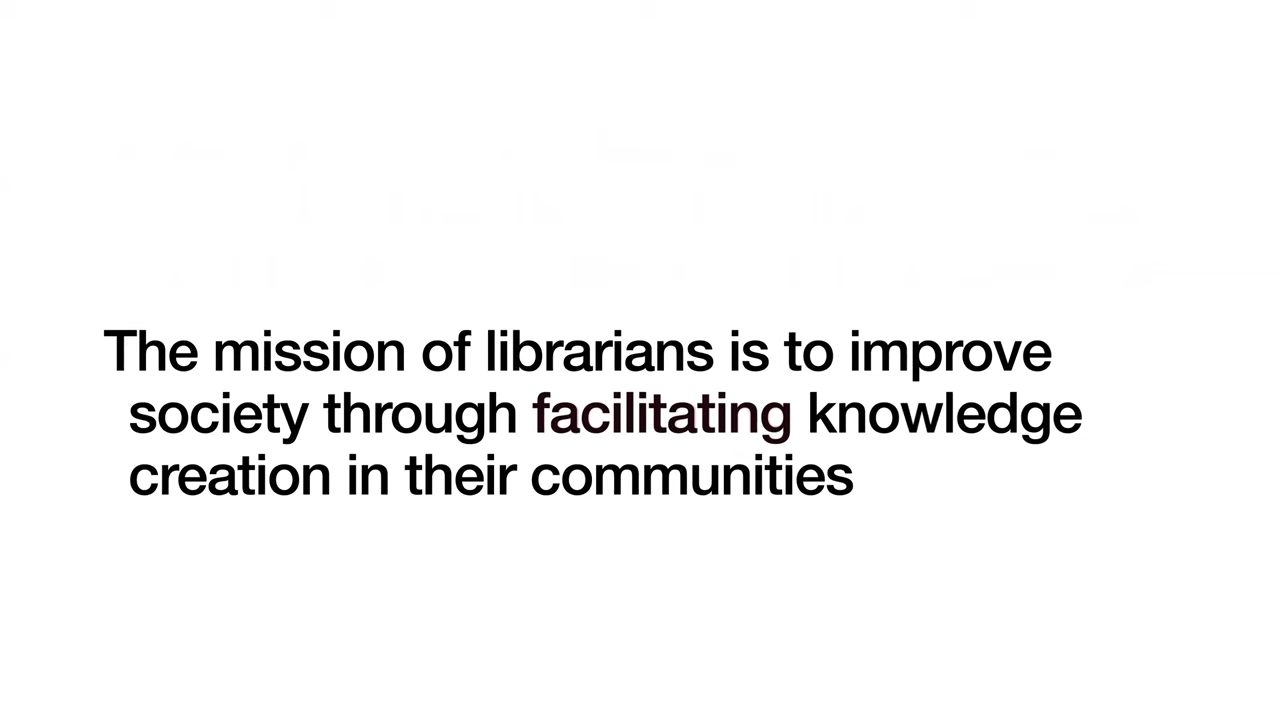 The mission of librarians is to improve
society through facilitating knowledge
creation in their communities